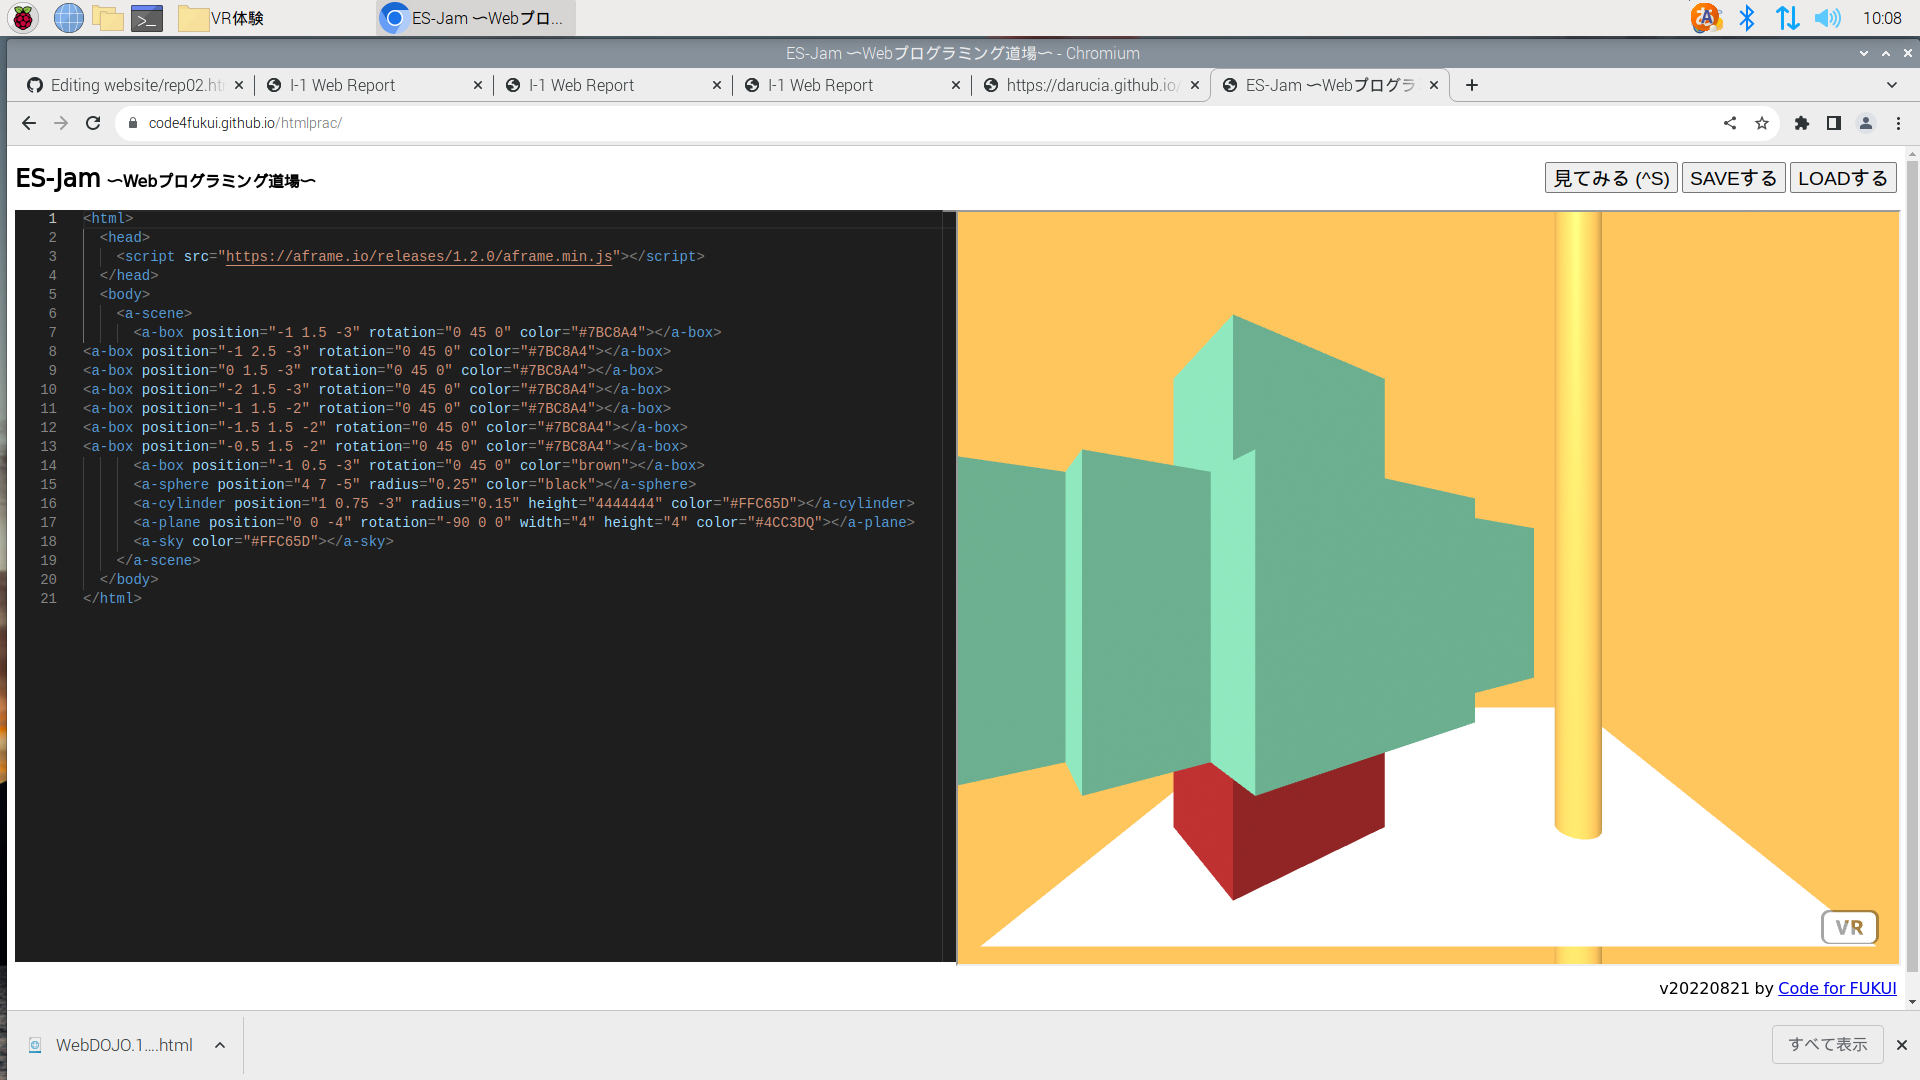 VR体験
ES-Jam 〜Webプロ...
10:08
ES-Jam 〜Webプログラミング道場〜 - Chromium
Editing website/rep02.ht
I-1 Web Report
I-1 Web Report
I-1 Web Report
https://darucia.github.io/
ES-Jam 〜Webプログラ
code4fukui.github.io/htmlprac/
ES-Jam 〜Webプログラミング道場〜
見てみる (^S)
SAVEする
LOADする
1 <html>
2 <head>
3 <script src="https://aframe.io/releases/1.2.0/aframe.min.js"></script>
4 </head>
5 <body>
6 <a-scene>
7 <a-box position="-1 1.5 -3" rotation="0 45 0" color="#7BC8A4"></a-box>
8 <a-box position="-1 2.5 -3" rotation="0 45 0" color="#7BC8A4"></a-box>
9 <a-box position="0 1.5 -3" rotation="0 45 0" color="#7BC8A4"></a-box>
10 <a-box position="-2 1.5 -3" rotation="0 45 0" color="#7BC8A4"></a-box>
11 <a-box position="-1 1.5 -2" rotation="0 45 0" color="#7BC8A4"></a-box>
12 <a-box position="-1.5 1.5 -2" rotation="0 45 0" color="#7BC8A4"></a-box>
13 <a-box position="-0.5 1.5 -2" rotation="0 45 0" color="#7BC8A4"></a-box>
14 <a-box position="-1 0.5 -3" rotation="0 45 0" color="brown"></a-box>
15 <a-sphere position="4 7 -5" radius="0.25" color="black"></a-sphere>
16 <a-cylinder position="1 0.75 -3" radius="0.15" height="4444444" color="#FFC65D"></a-cylinder>
17 <a-plane position="0 0 -4" rotation="-90 0 0" width="4" height="4" color="#4CC3DQ"></a-plane>
18 <a-sky color="#FFC65D"></a-sky>
19 </a-scene>
20 </body>
21 </html>
VR
v20220821 by Code for FUKUI
WebDOJO.1....html
すべて表示